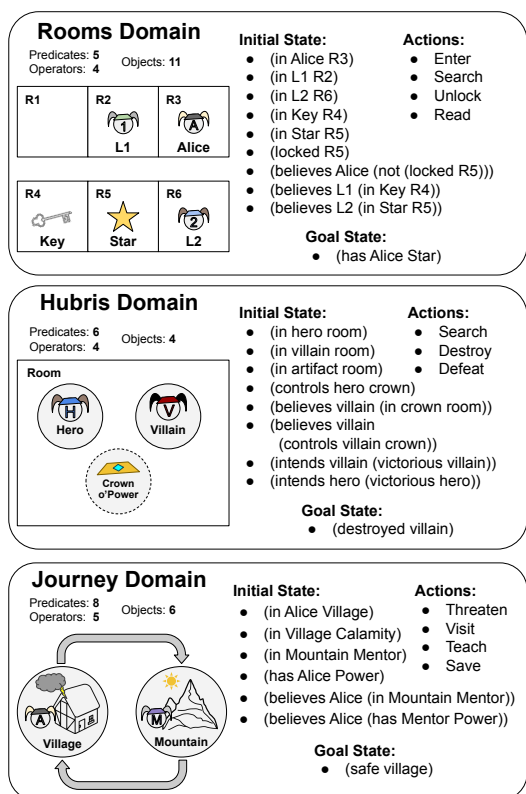 Rooms Domain
Predicates: 5
Operators: 4
Objects: 11
R1
R2
R3
1
A
L1
Alice
R4
R5
R6
2
Key
Star
L2
Initial State:
● (in Alice R3)
● (in L1 R2)
● (in L2 R6)
● (in Key R4)
● (in Star R5)
● (locked R5)
● (believes Alice (not (locked R5)))
● (believes L1 (in Key R4))
● (believes L2 (in Star R5))
Actions:
● Enter
● Search
● Unlock
● Read
Goal State:
● (has Alice Star)
Hubris Domain
Predicates: 6
Operators: 4
Objects: 4
Room
H
V
Hero
Villain
Crown
o'Power
Initial State:
● (in hero room)
● (in villain room)
● (in artifact room)
● (controls hero crown)
● (believes villain (in crown room))
● (believes villain
(controls villain crown))
● (intends villain (victorious villain))
● (intends hero (victorious hero))
Actions:
● Search
● Destroy
● Defeat
Goal State:
● (destroyed villain)
Journey Domain
Predicates: 8
Operators: 5
Objects: 6
A
M
Village
Mountain
Initial State:
● (in Alice Village)
● (in Village Calamity)
● (in Mountain Mentor)
● (has Alice Power)
● (believes Alice (in Mountain Mentor))
● (believes Alice (has Mentor Power))
Actions:
● Threaten
● Visit
● Teach
● Save
Goal State:
● (safe village)